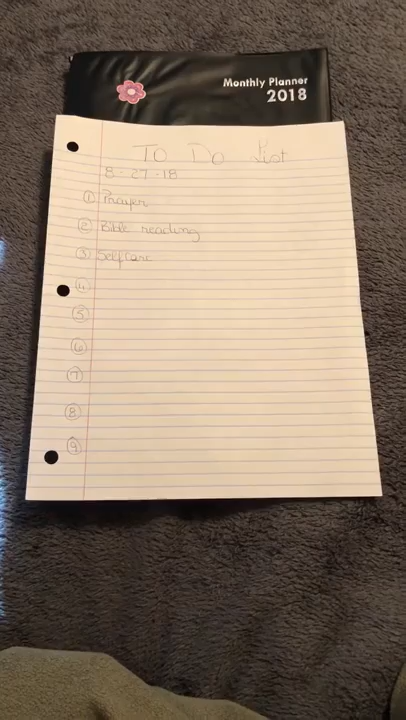 Monthly Planner
2018
To Do List
8-27-18
① Prayer
② Bible reading
③ Selfcare
④
⑤
⑥
⑦
⑧
⑨